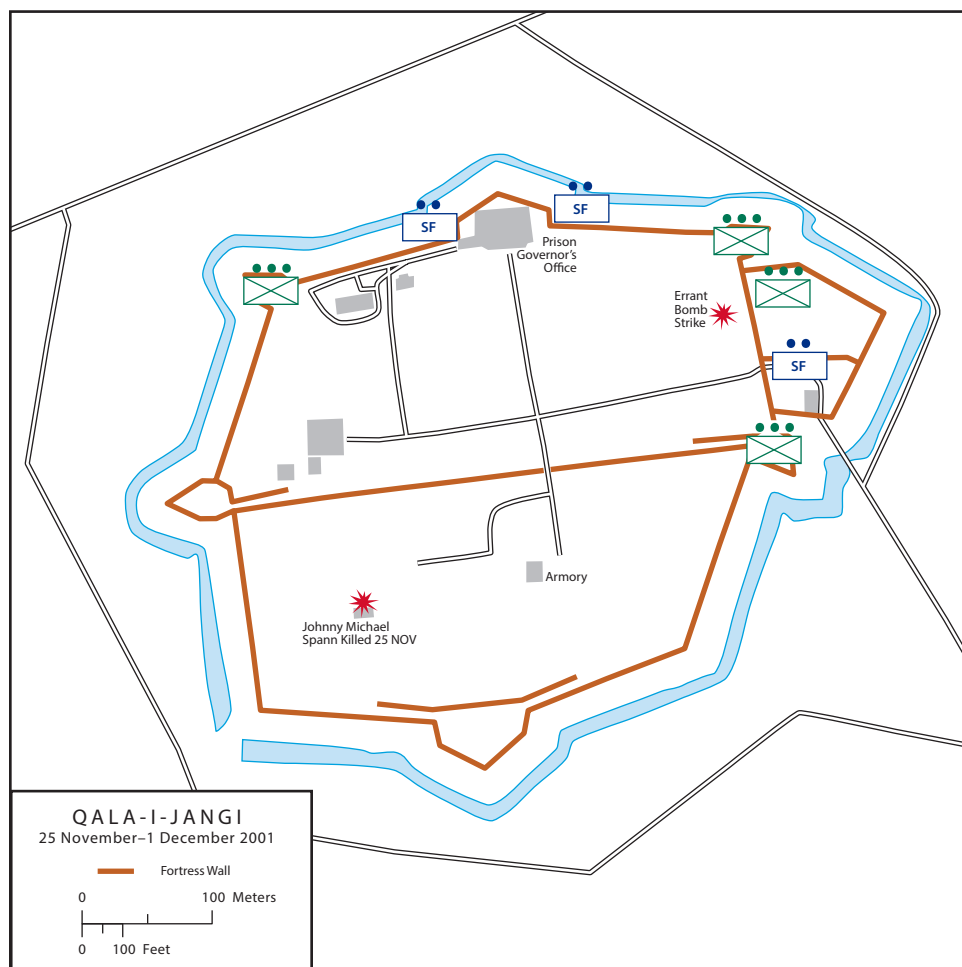 SF
SF
Prison
Governor's
Office
Errant
Bomb
Strike
SF
Armory
Johnny Michael
Spann Killed 25 NOV
QALA-I-JANGI
25 November–1 December 2001
Fortress Wall
0 100 Meters
0 100 Feet